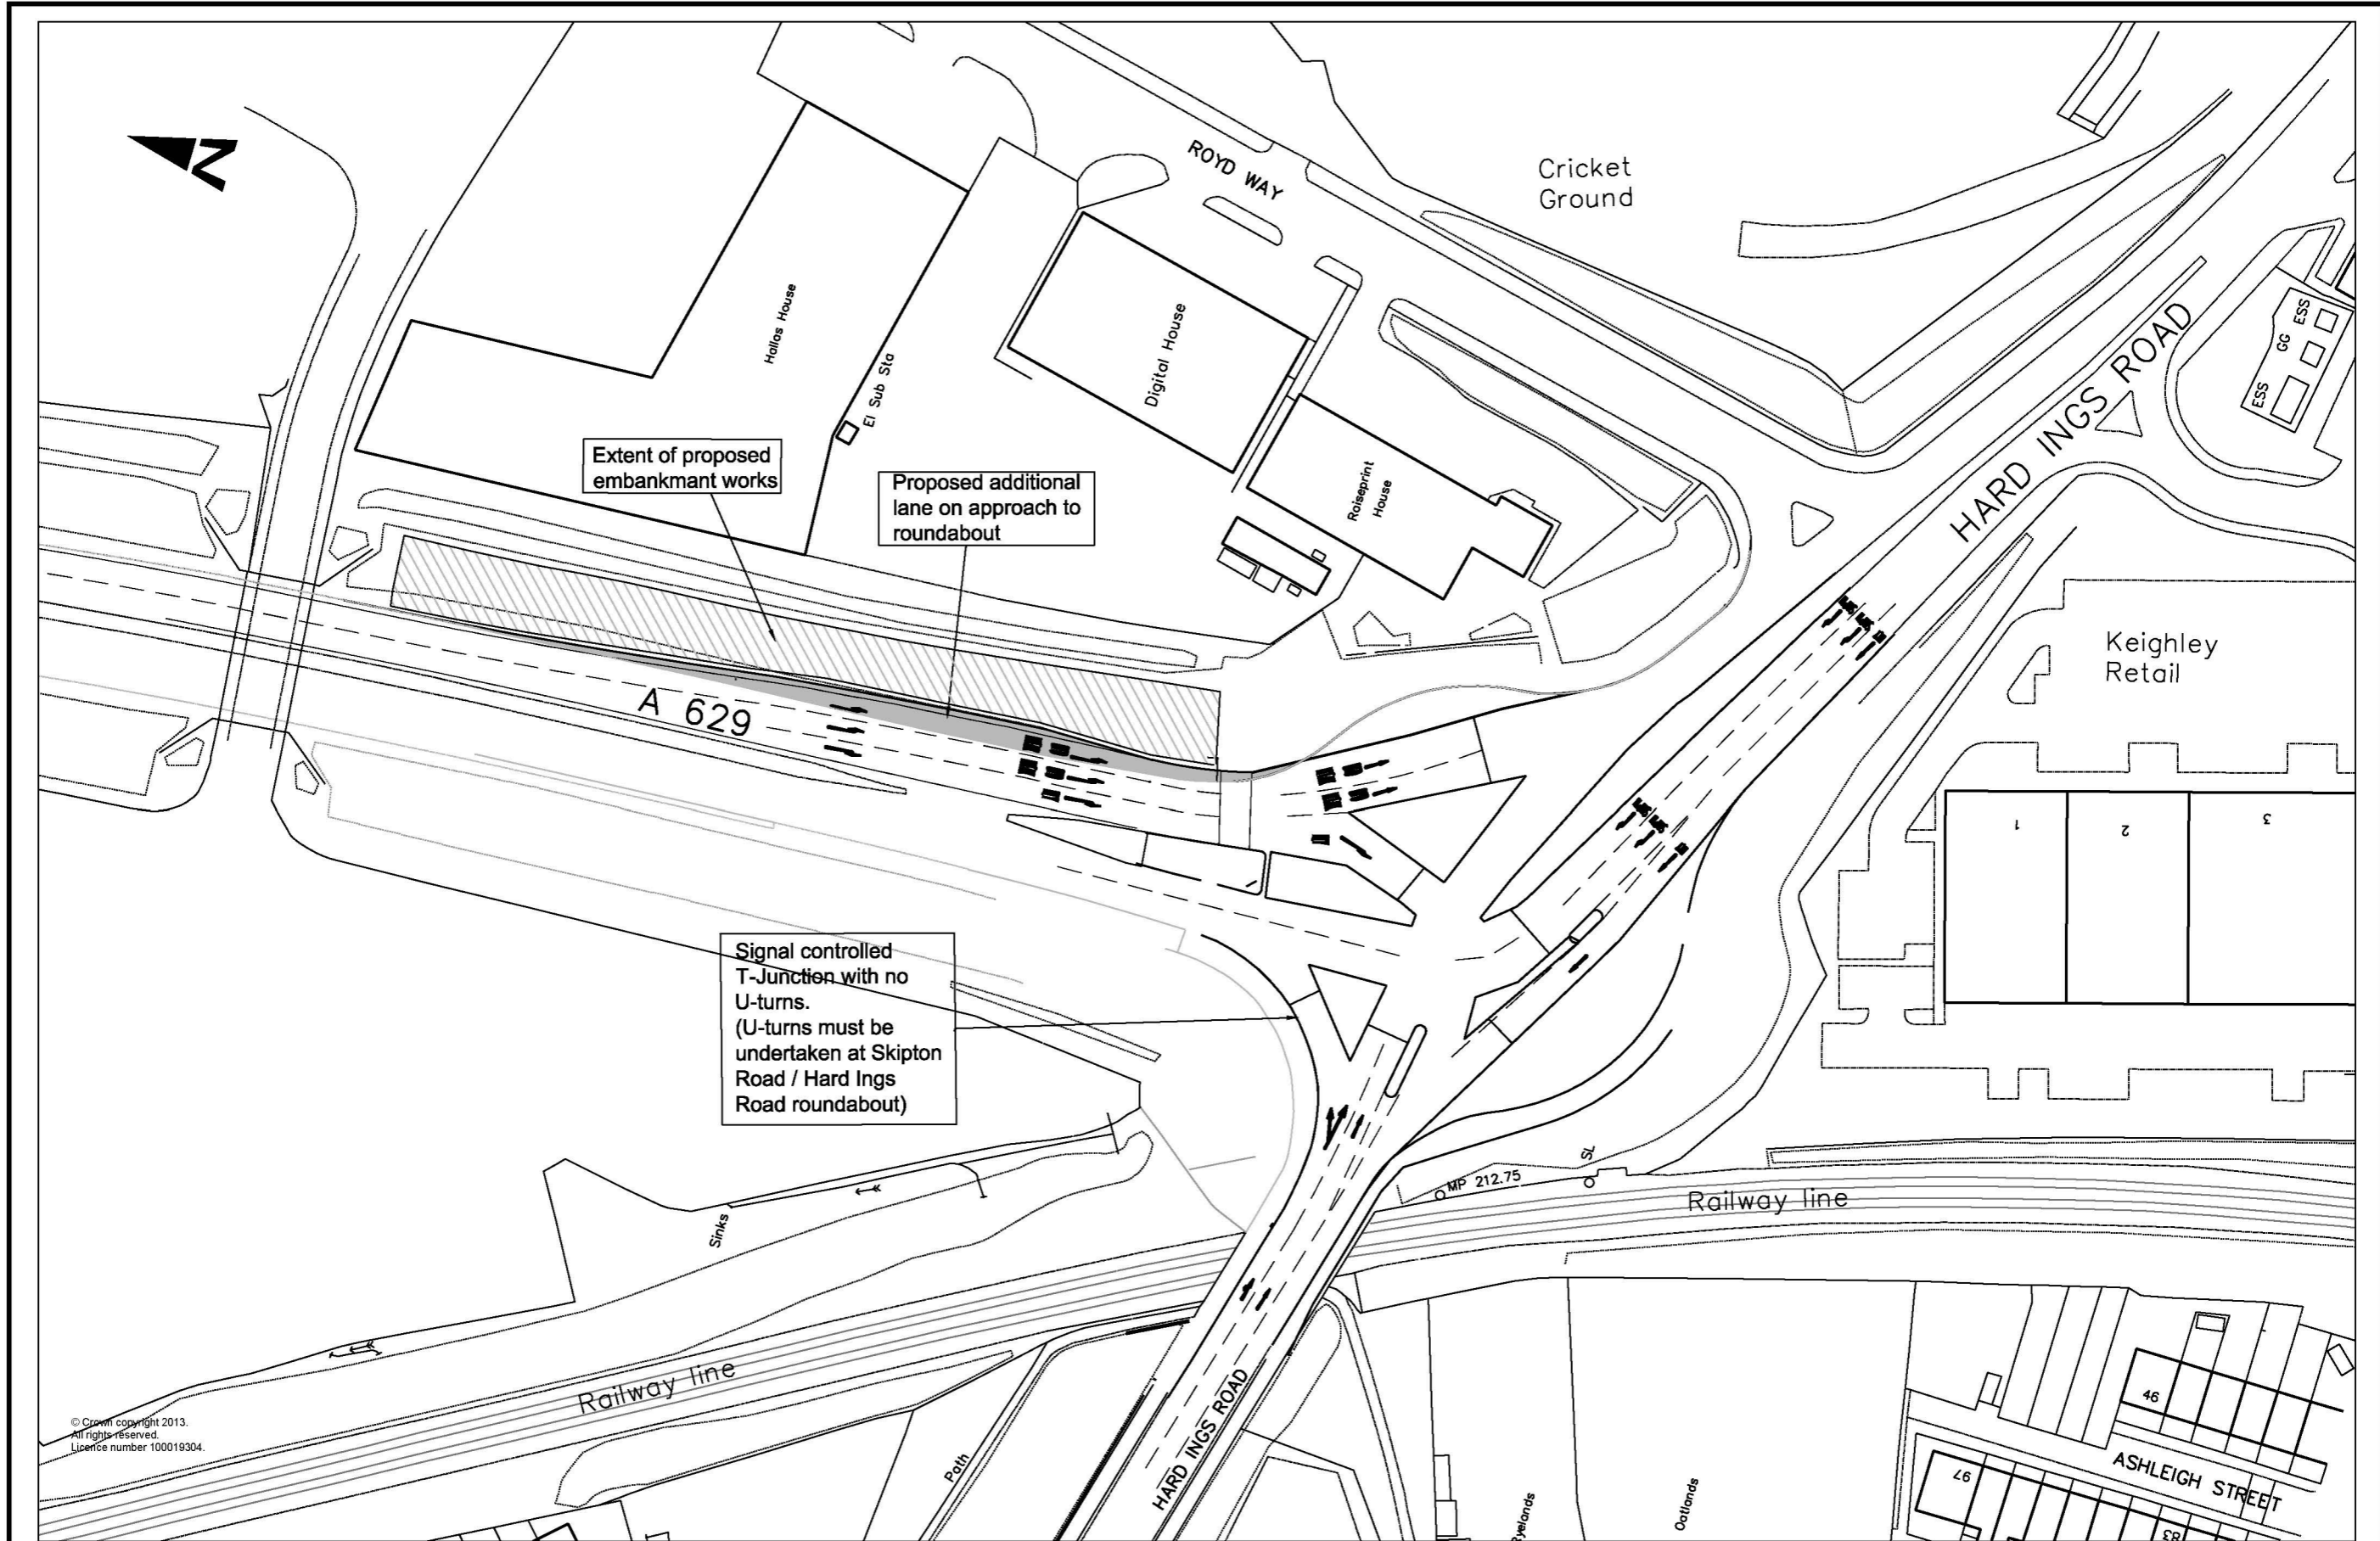 N
ROYD WAY
Cricket
Ground
Hallas House
El Sub Sta
Digital House
Raiseprint
House
HARD INGS ROAD
ESS
GG
ESS
Extent of proposed
embankmant works
Proposed additional
lane on approach to
roundabout
A 629
Keighley
Retail
1
2
3
Signal controlled
T-Junction with no
U-turns.
(U-turns must be
undertaken at Skipton
Road / Hard Ings
Road roundabout)
MP 212.75
SL
Railway line
Sinks
Railway line
Path
HARD INGS ROAD
Ryelands
Oatlands
46
97
83
ASHLEIGH STREET
© Crown copyright 2013.
All rights reserved.
Licence number 100019304.